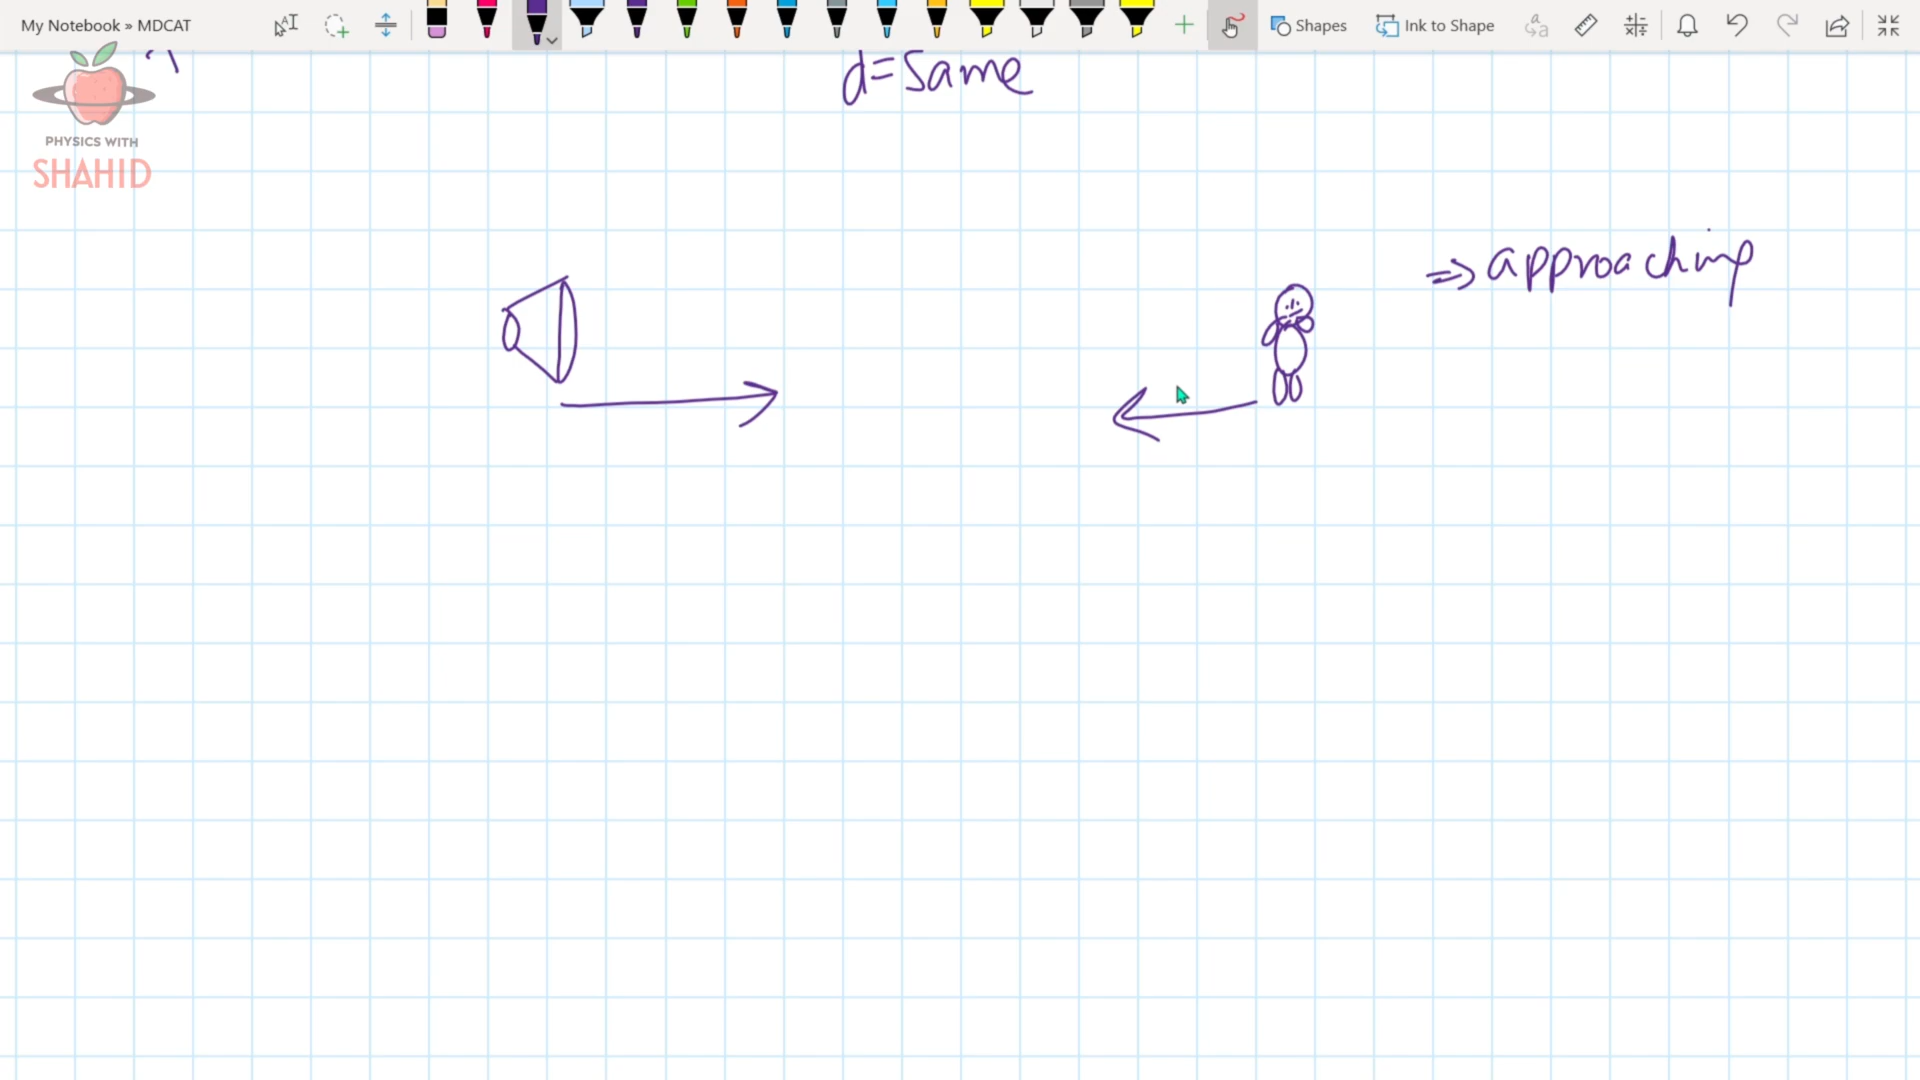 My Notebook » MDCAT
Shapes
Ink to Shape
d=Same
PHYSICS WITH
SHAHID
⇒ approaching